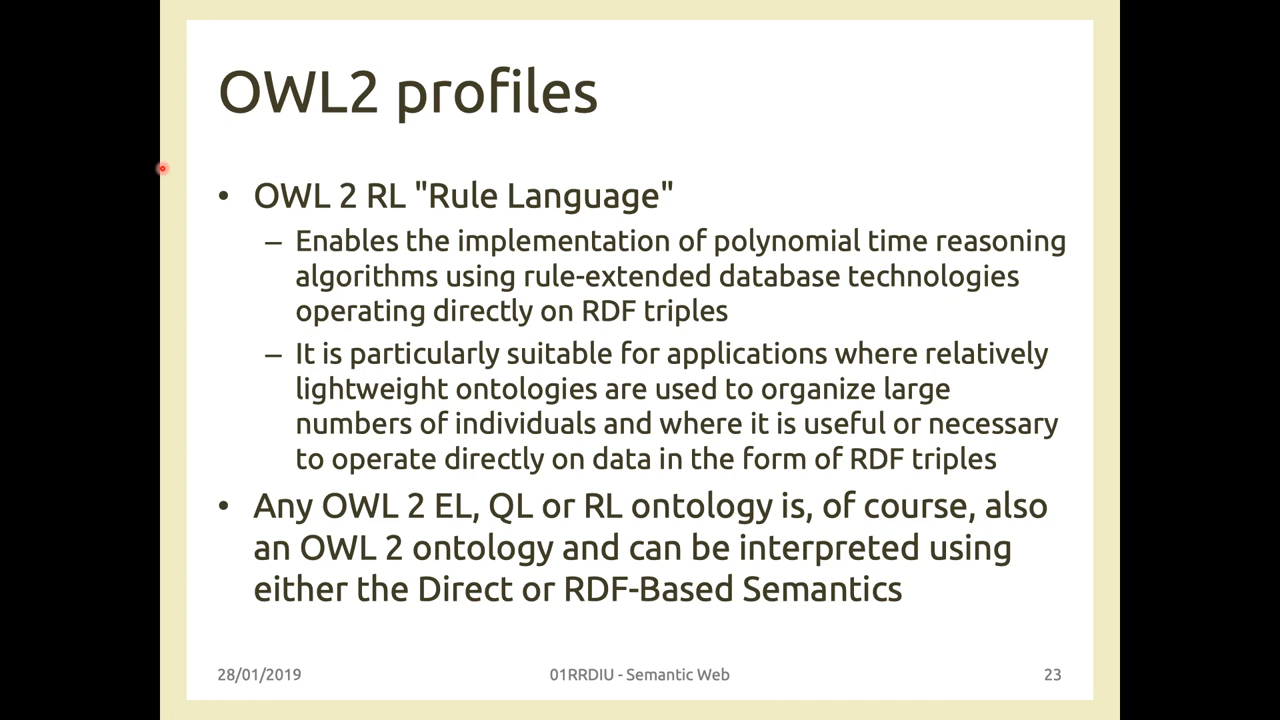 OWL2 profiles
• OWL 2 RL "Rule Language"
– Enables the implementation of polynomial time reasoning
algorithms using rule-extended database technologies
operating directly on RDF triples
– It is particularly suitable for applications where relatively
lightweight ontologies are used to organize large
numbers of individuals and where it is useful or necessary
to operate directly on data in the form of RDF triples
• Any OWL 2 EL, QL or RL ontology is, of course, also
an OWL 2 ontology and can be interpreted using
either the Direct or RDF-Based Semantics
28/01/2019 01RRDIU - Semantic Web 23